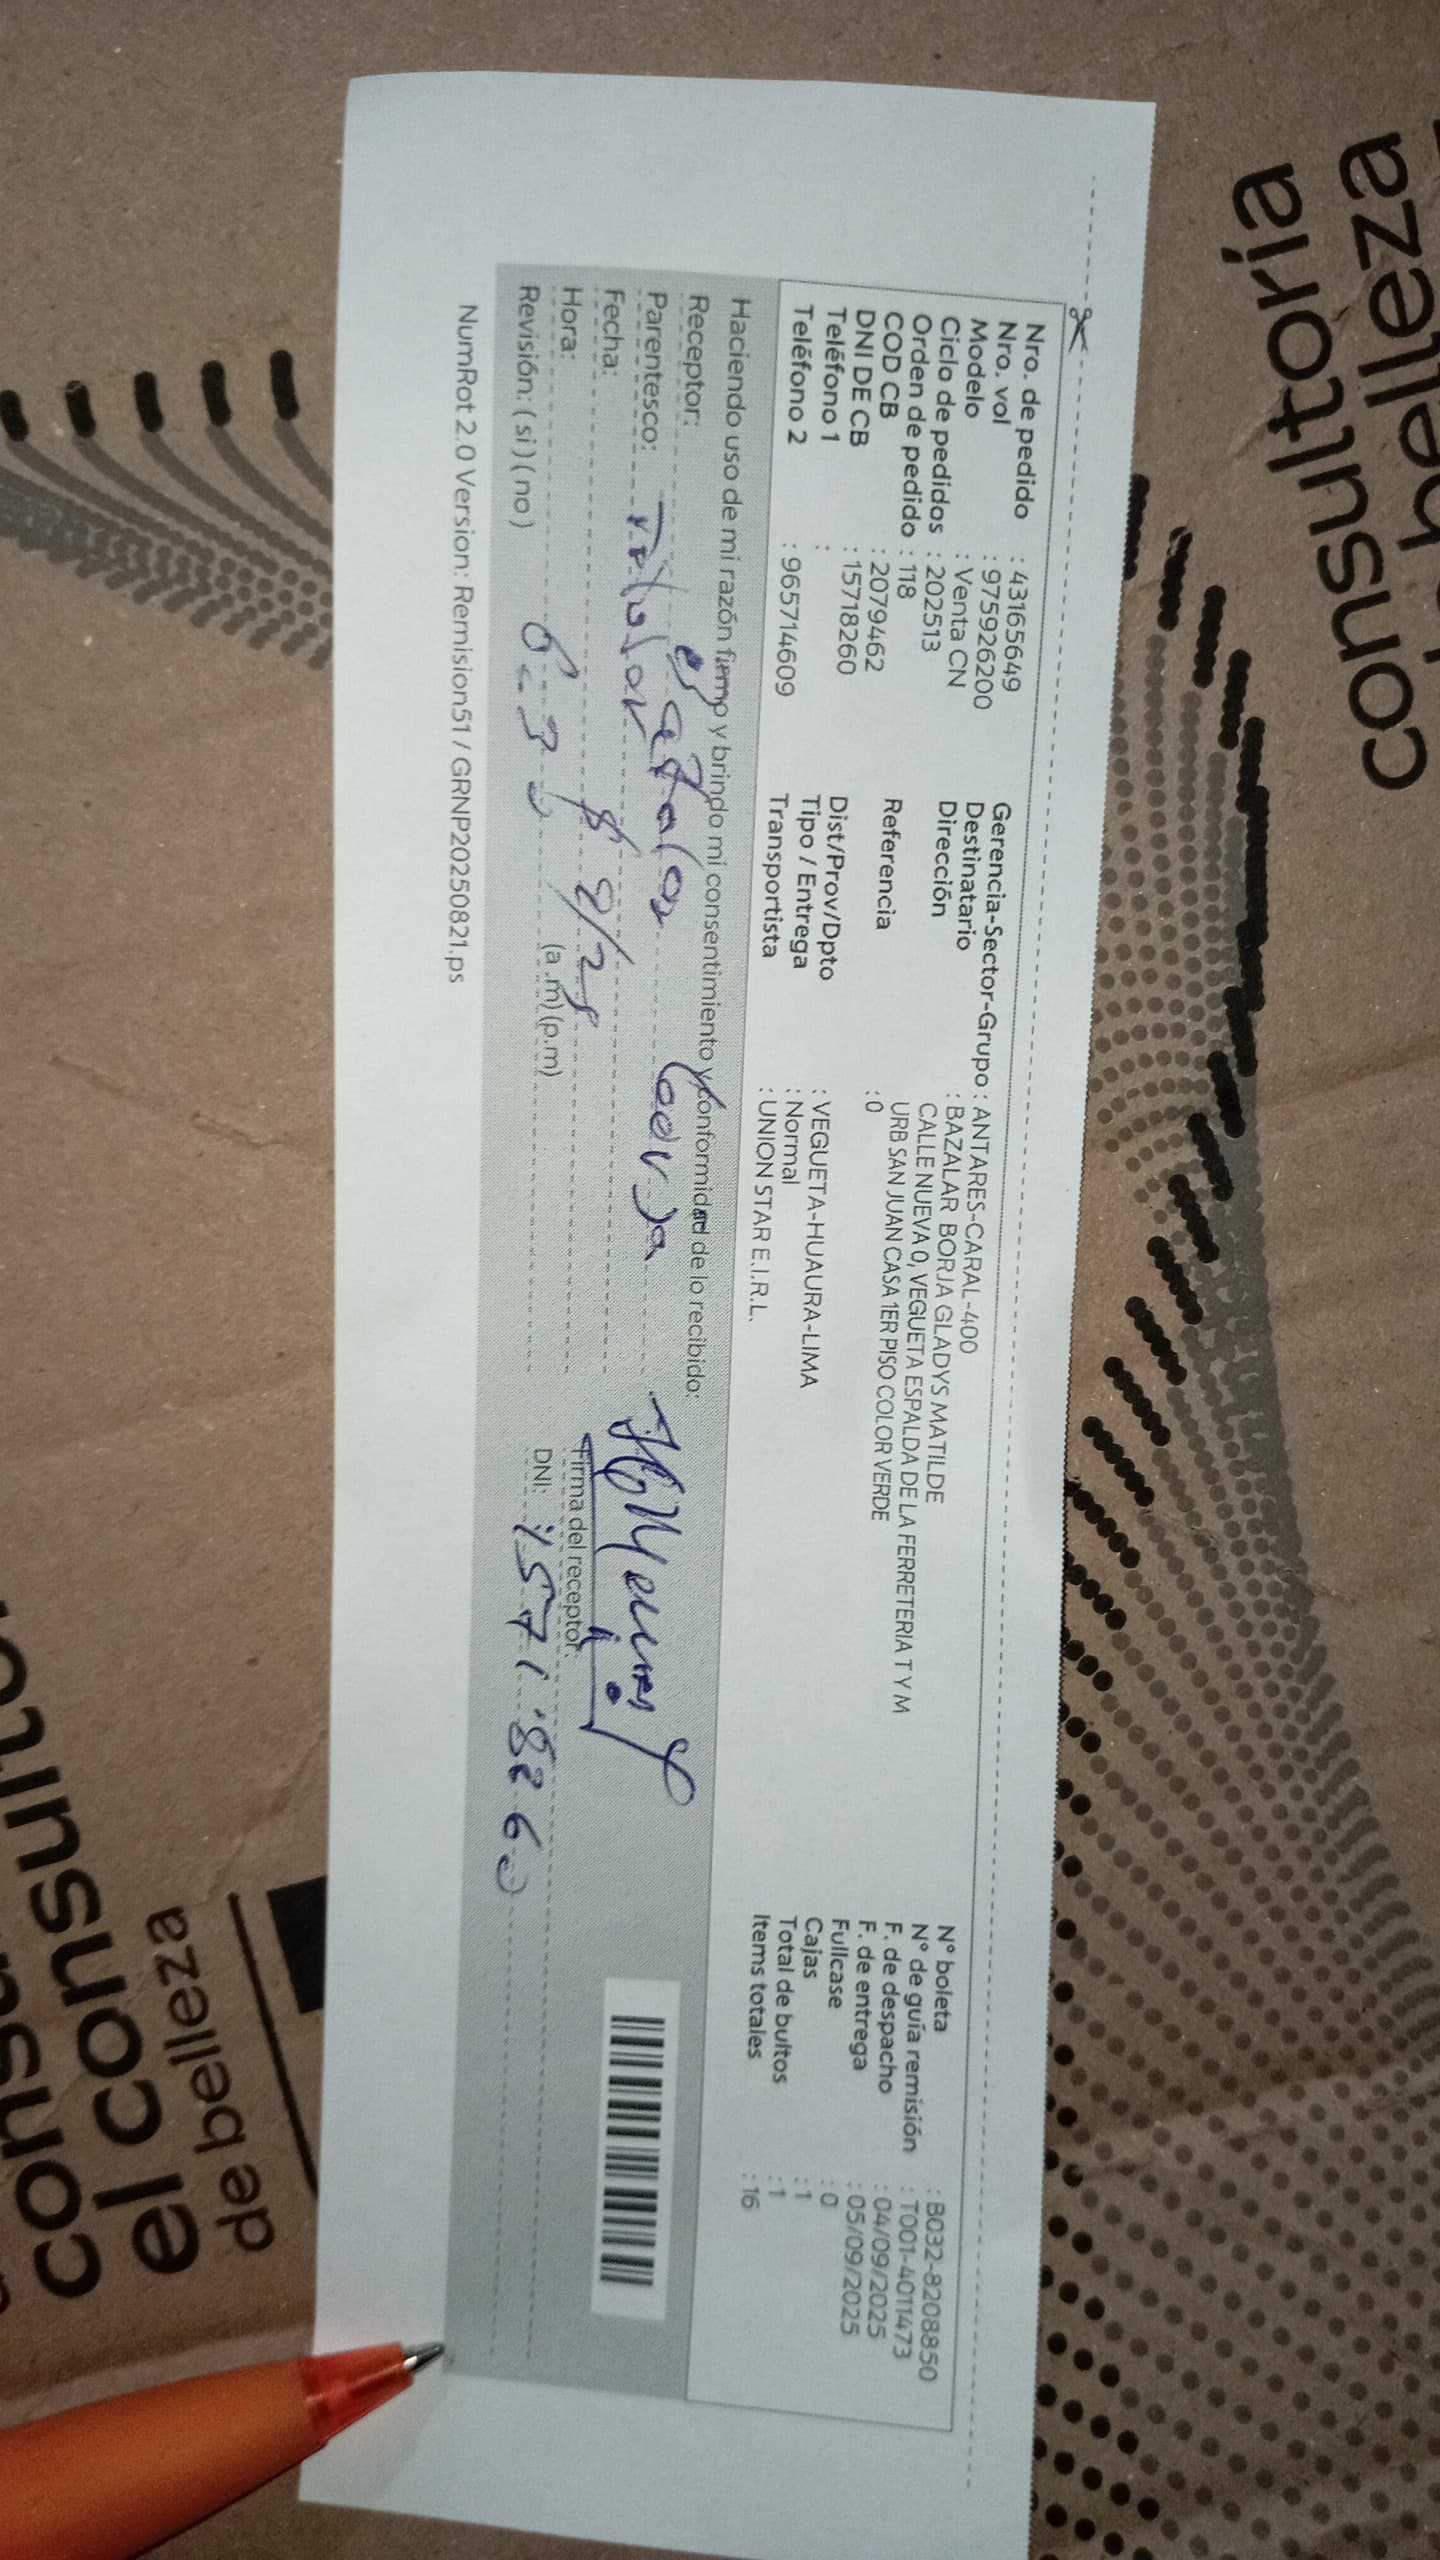 Nro. de pedido : 43165649
Nro. vol : 975926200
Modelo : Venta CN
Ciclo de pedidos : 202513
Orden de pedido : 118
COD CB : 2079462
DNI DE CB : 15718260
Teléfono 1 :
Teléfono 2 : 965714609
Gerencia-Sector-Grupo : ANTARES-CARAL-400
Destinatario : BAZALAR BORJA GLADYS MATILDE
Dirección CALLE NUEVA 0, VEGUETA ESPALDA DE LA FERRETERIA T Y M
URB SAN JUAN CASA 1ER PISO COLOR VERDE
Referencia : 0
Dist/Prov/Dpto : VEGUETA-HUAURA-LIMA
Tipo / Entrega : Normal
Transportista : UNION STAR E.I.R.L.
N° boleta : B032-8208850
N° de guía remisión : T001-4011473
F. de despacho : 04/09/2025
F. de entrega : 05/09/2025
Fullcase : 0
Cajas : 1
Total de bultos : 1
Items totales : 16
Haciendo uso de mi razón firmo y brindo mi consentimiento y conformidad de lo recibido:
Receptor:
Parentesco: Titular
Fecha:
Hora: (a.m) (p.m)
Revisión: ( si ) ( no )
Firma del receptor:
DNI: 15718260
NumRot 2.0 Version: Remision51 / GRNP20250821.ps
consultoria
belleza
de belleza
el consultor